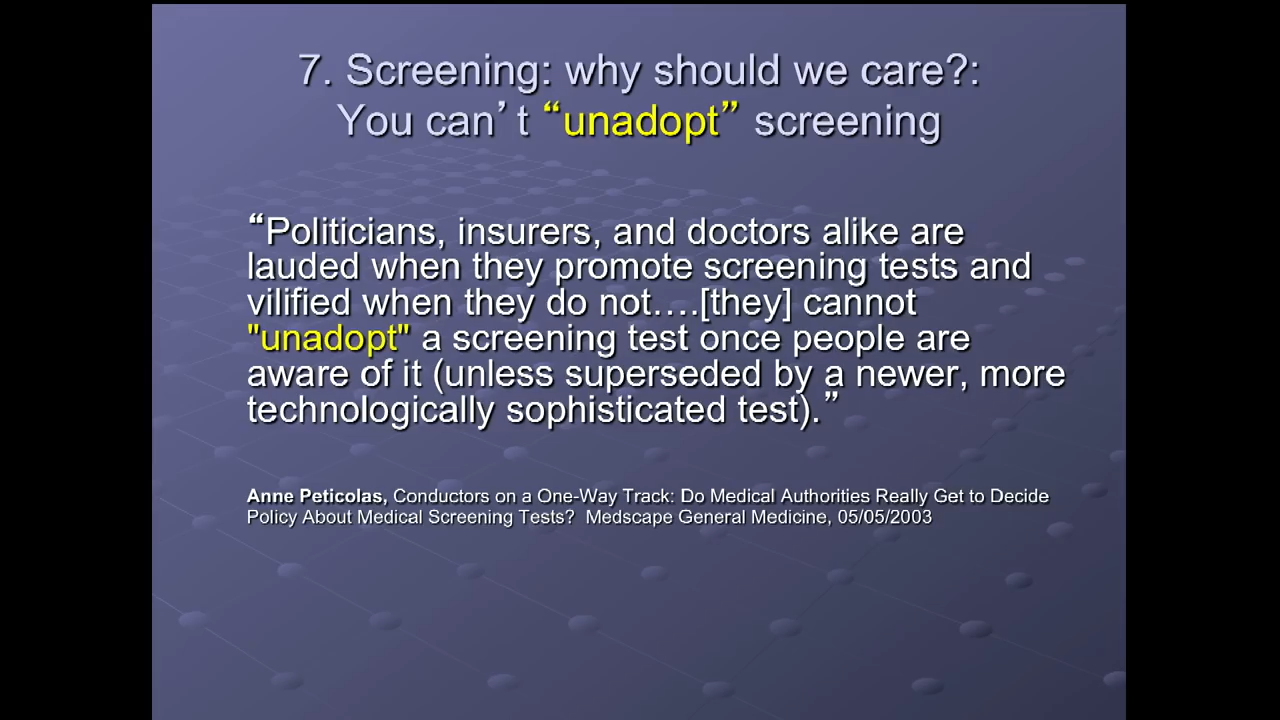 7. Screening: why should we care?:
You can’t “unadopt” screening
“Politicians, insurers, and doctors alike are
lauded when they promote screening tests and
vilified when they do not….[they] cannot
"unadopt" a screening test once people are
aware of it (unless superseded by a newer, more
technologically sophisticated test).”
Anne Peticolas, Conductors on a One-Way Track: Do Medical Authorities Really Get to Decide
Policy About Medical Screening Tests? Medscape General Medicine, 05/05/2003